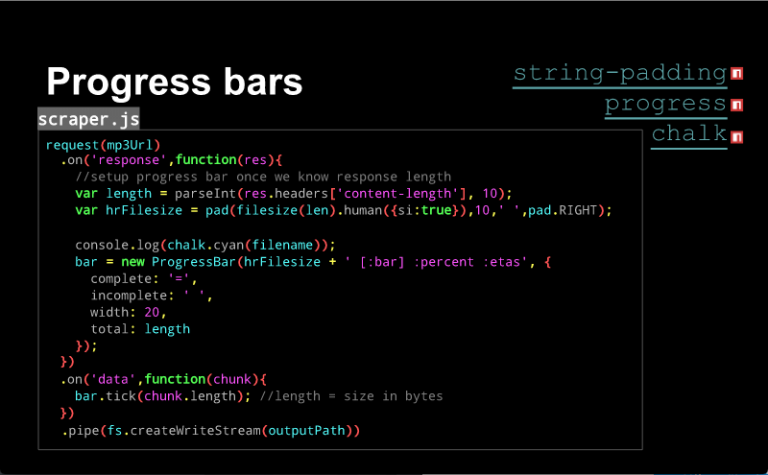 Progress bars
string-padding
progress
chalk
scraper.js
request(mp3Url)
  .on('response',function(res){
    //setup progress bar once we know response length
    var length = parseInt(res.headers['content-length'], 10);
    var hrFilesize = pad(filesize(len).human({si:true}),10,' ',pad.RIGHT);

    console.log(chalk.cyan(filename));
    bar = new ProgressBar(hrFilesize + ' [:bar] :percent :etas', {
      complete: '=',
      incomplete: ' ',
      width: 20,
      total: length
    });
  })
  .on('data',function(chunk){
    bar.tick(chunk.length); //length = size in bytes
  })
  .pipe(fs.createWriteStream(outputPath))